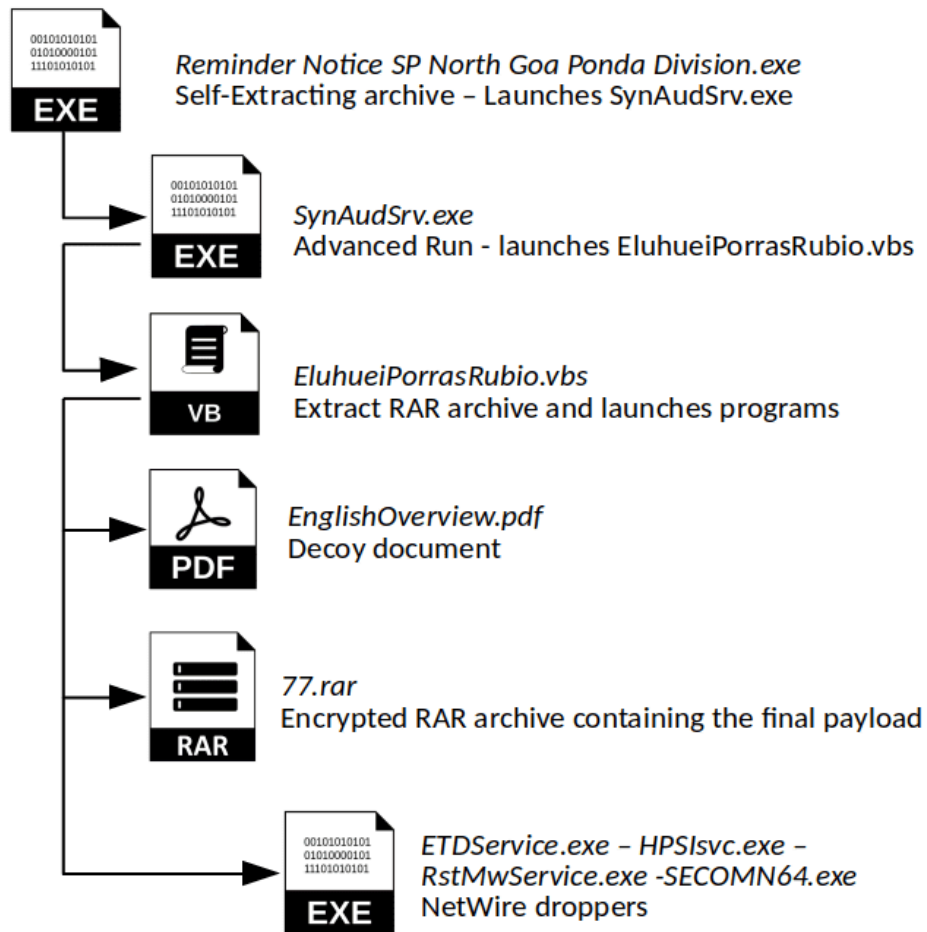 00101010101
01010000101
11101010101
EXE
Reminder Notice SP North Goa Ponda Division.exe
Self-Extracting archive – Launches SynAudSrv.exe
00101010101
01010000101
11101010101
EXE
SynAudSrv.exe
Advanced Run - launches EluhueiPorrasRubio.vbs
VB
EluhueiPorrasRubio.vbs
Extract RAR archive and launches programs
PDF
EnglishOverview.pdf
Decoy document
RAR
77.rar
Encrypted RAR archive containing the final payload
00101010101
01010000101
11101010101
EXE
ETDService.exe – HPSIsvc.exe –
RstMwService.exe -SECOMN64.exe
NetWire droppers